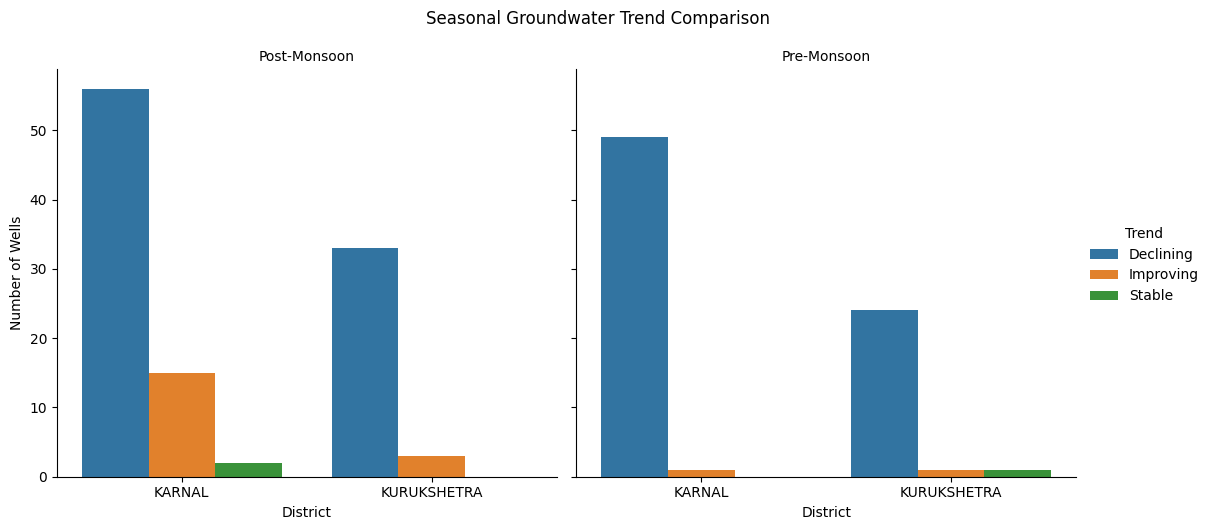 Seasonal Groundwater Trend Comparison
Post-Monsoon
Pre-Monsoon
Number of Wells
50
40
30
20
10
0
KARNAL
KURUKSHETRA
District
KARNAL
KURUKSHETRA
District
Trend
Declining
Improving
Stable